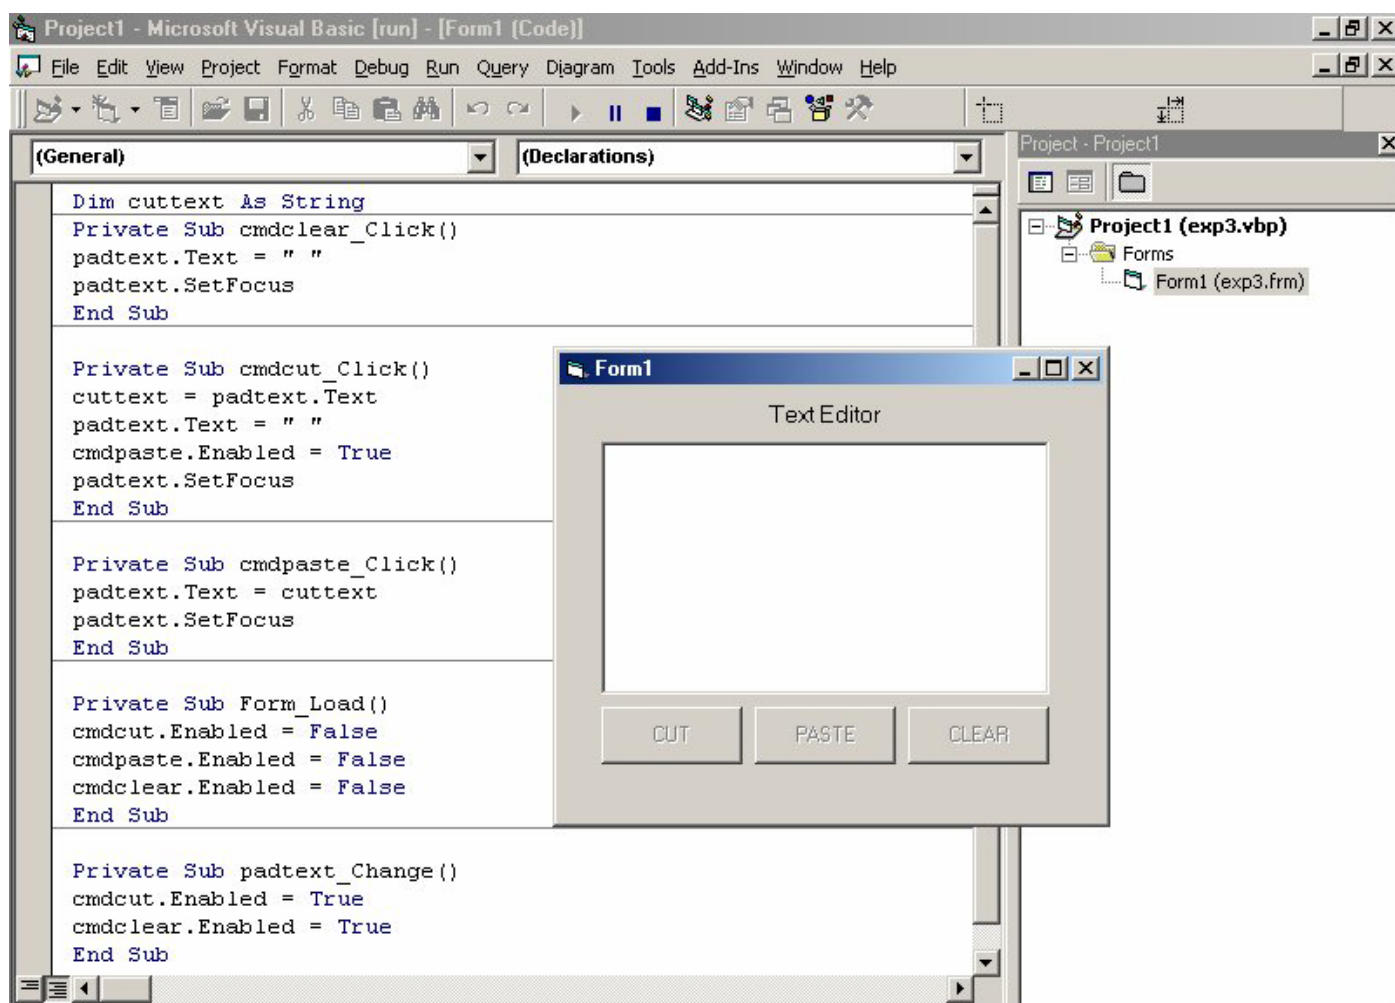 Project1 - Microsoft Visual Basic [run] - [Form1 (Code)]
File Edit View Project Format Debug Run Query Diagram Tools Add-Ins Window Help
(General)
(Declarations)
Dim cuttext As String
Private Sub cmdclear_Click()
padtext.Text = " "
padtext.SetFocus
End Sub
Private Sub cmdcut_Click()
cuttext = padtext.Text
padtext.Text = " "
cmdpaste.Enabled = True
padtext.SetFocus
End Sub
Private Sub cmdpaste_Click()
padtext.Text = cuttext
padtext.SetFocus
End Sub
Private Sub Form_Load()
cmdcut.Enabled = False
cmdpaste.Enabled = False
cmdclear.Enabled = False
End Sub
Private Sub padtext_Change()
cmdcut.Enabled = True
cmdclear.Enabled = True
End Sub
Form1
Text Editor
CUT PASTE CLEAR
Project - Project1
Project1 (exp3.vbp)
Forms
Form1 (exp3.frm)